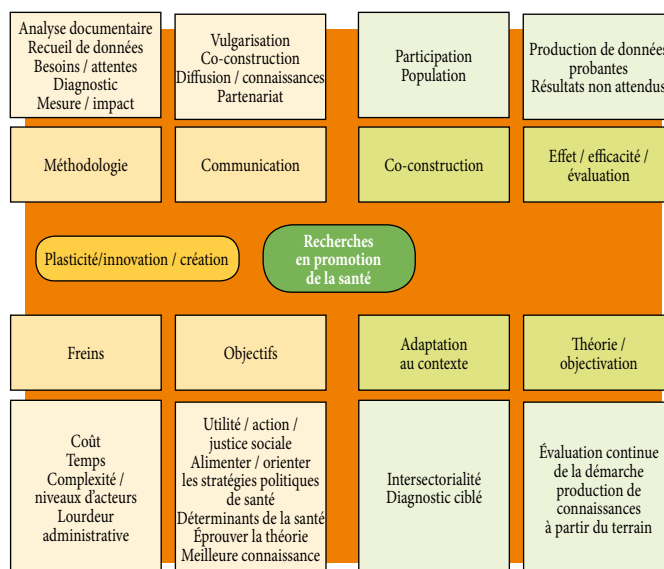 Analyse documentaire
Recueil de données
Besoins / attentes
Diagnostic
Mesure / impact
Vulgarisation
Co-construction
Diffusion / connaissances
Partenariat
Participation
Population
Production de données
probantes
Résultats non attendus
Méthodologie
Communication
Co-construction
Effet / efficacité /
évaluation
Plasticité/innovation / création
Recherches
en promotion
de la santé
Freins
Objectifs
Adaptation
au contexte
Théorie /
objectivation
Coût
Temps
Complexité /
niveaux d'acteurs
Lourdeur
administrative
Utilité / action /
justice sociale
Alimenter / orienter
les stratégies politiques
de santé
Déterminants de la santé
Éprouver la théorie
Meilleure connaissance
Intersectorialité
Diagnostic ciblé
Évaluation continue
de la démarche
production de
connaissances
à partir du terrain